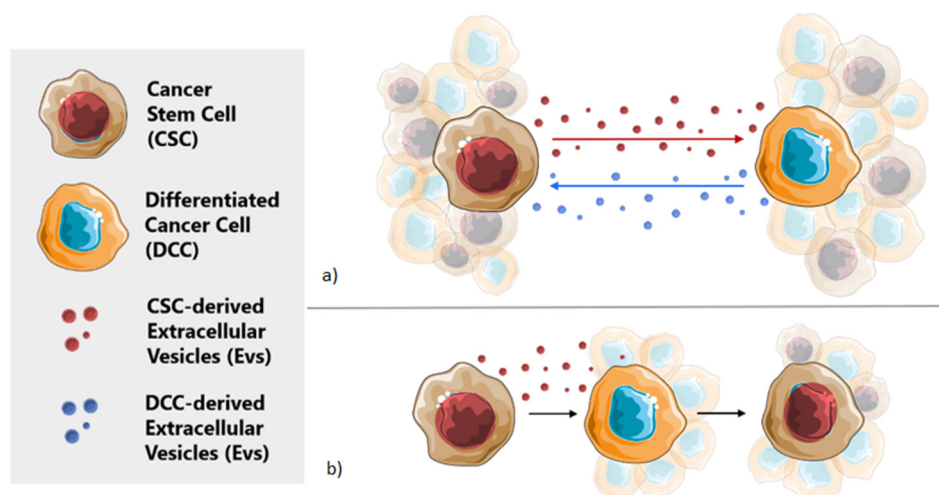 Cancer
Stem Cell
(CSC)
Differentiated
Cancer Cell
(DCC)
CSC-derived
Extracellular
Vesicles (Evs)
DCC-derived
Extracellular
Vesicles (Evs)
a)
b)